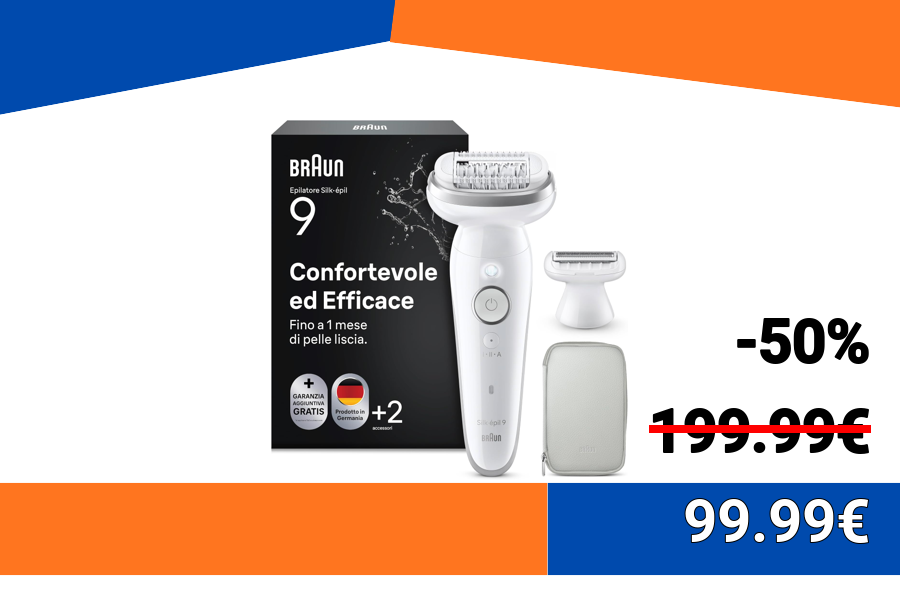 BRAUN
BRAUN
Epilatore Silk-épil
9
Confortevole
ed Efficace
Fino a 1 mese
di pelle liscia.
+
GARANZIA
AGGIUNTIVA
GRATIS
Prodotto in
Germania
+2
accessori
Silk·épil 9
BRAUN
-50%
199.99€
99.99€